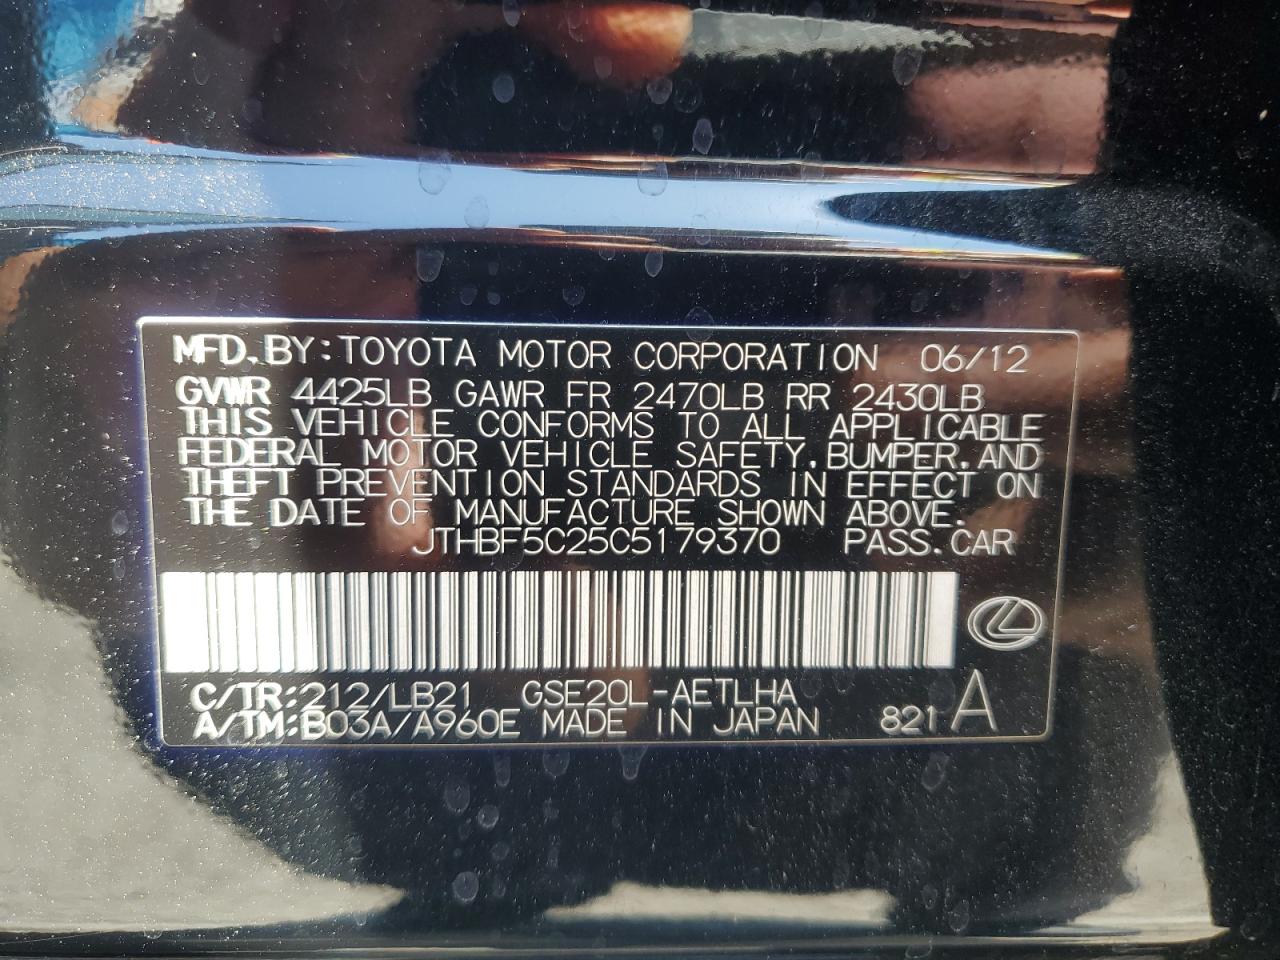 MFD.BY:TOYOTA MOTOR CORPORATION 06/12
GVWR 4425LB GAWR FR 2470LB RR 2430LB
THIS VEHICLE CONFORMS TO ALL APPLICABLE
FEDERAL MOTOR VEHICLE SAFETY,BUMPER,AND
THEFT PREVENTION STANDARDS IN EFFECT ON
THE DATE OF MANUFACTURE SHOWN ABOVE.
JTHBF5C25C5179370 PASS.CAR
C/TR:212/LB21 GSE20L-AETLHA
A/TM:B03A/A960E MADE IN JAPAN 821 A